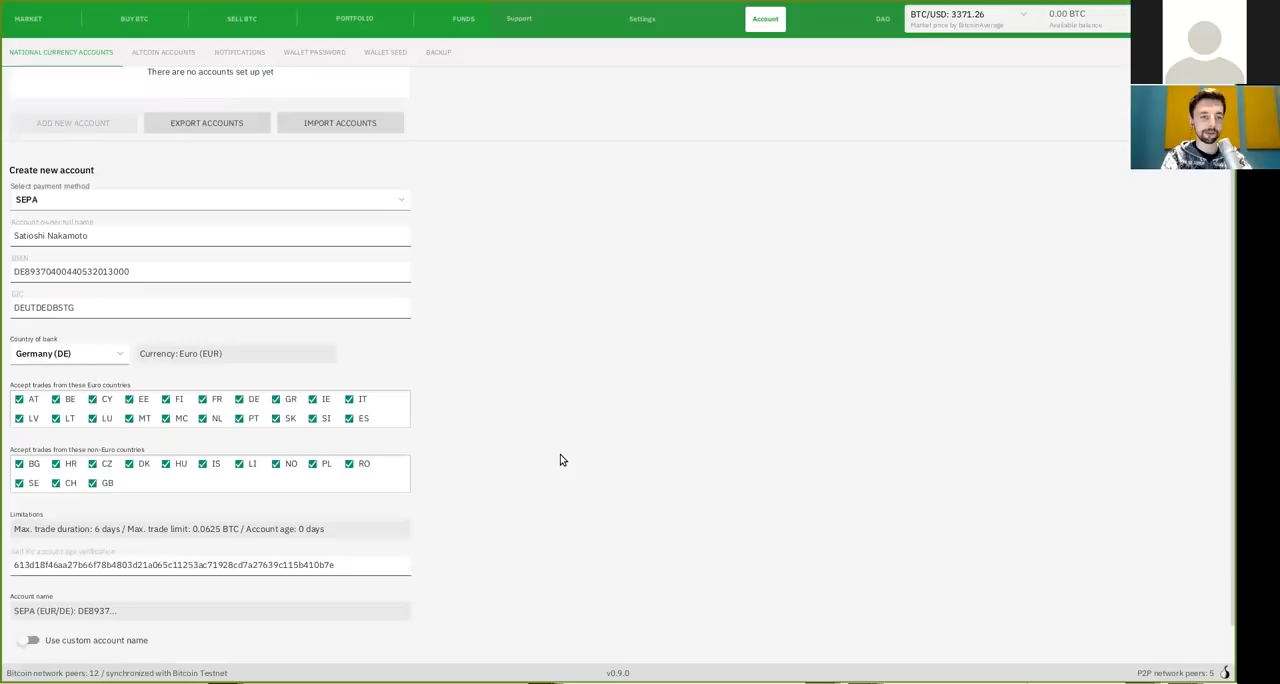 MARKET BUY BTC SELL BTC PORTFOLIO FUNDS Support Settings Account DAO BTC/USD: 3371.26 0.00 BTC
Market price by BitcoinAverage Available balance
NATIONAL CURRENCY ACCOUNTS ALTCOIN ACCOUNTS NOTIFICATIONS WALLET PASSWORD WALLET SEED BACKUP
There are no accounts set up yet
ADD NEW ACCOUNT EXPORT ACCOUNTS IMPORT ACCOUNTS
Create new account
Select payment method
SEPA
Account owner full name
Satioshi Nakamoto
IBAN
DE89370400440532013000
BIC
DEUTDEDBSTG
Country of bank
Germany (DE) Currency: Euro (EUR)
Accept trades from these Euro countries
AT BE CY EE FI FR DE GR IE IT
LV LT LU MT MC NL PT SK SI ES
Accept trades from these non-Euro countries
BG HR CZ DK HU IS LI NO PL RO
SE CH GB
Limitations
Max. trade duration: 6 days / Max. trade limit: 0.0625 BTC / Account age: 0 days
Salt for account age verification
613d18f46aa27b66f78b4803d21a065c11253ac71928cd7a27639c115b410b7e
Account name
SEPA (EUR/DE): DE8937...
Use custom account name
Bitcoin network peers: 12 / synchronized with Bitcoin Testnet v0.9.0 P2P network peers: 5